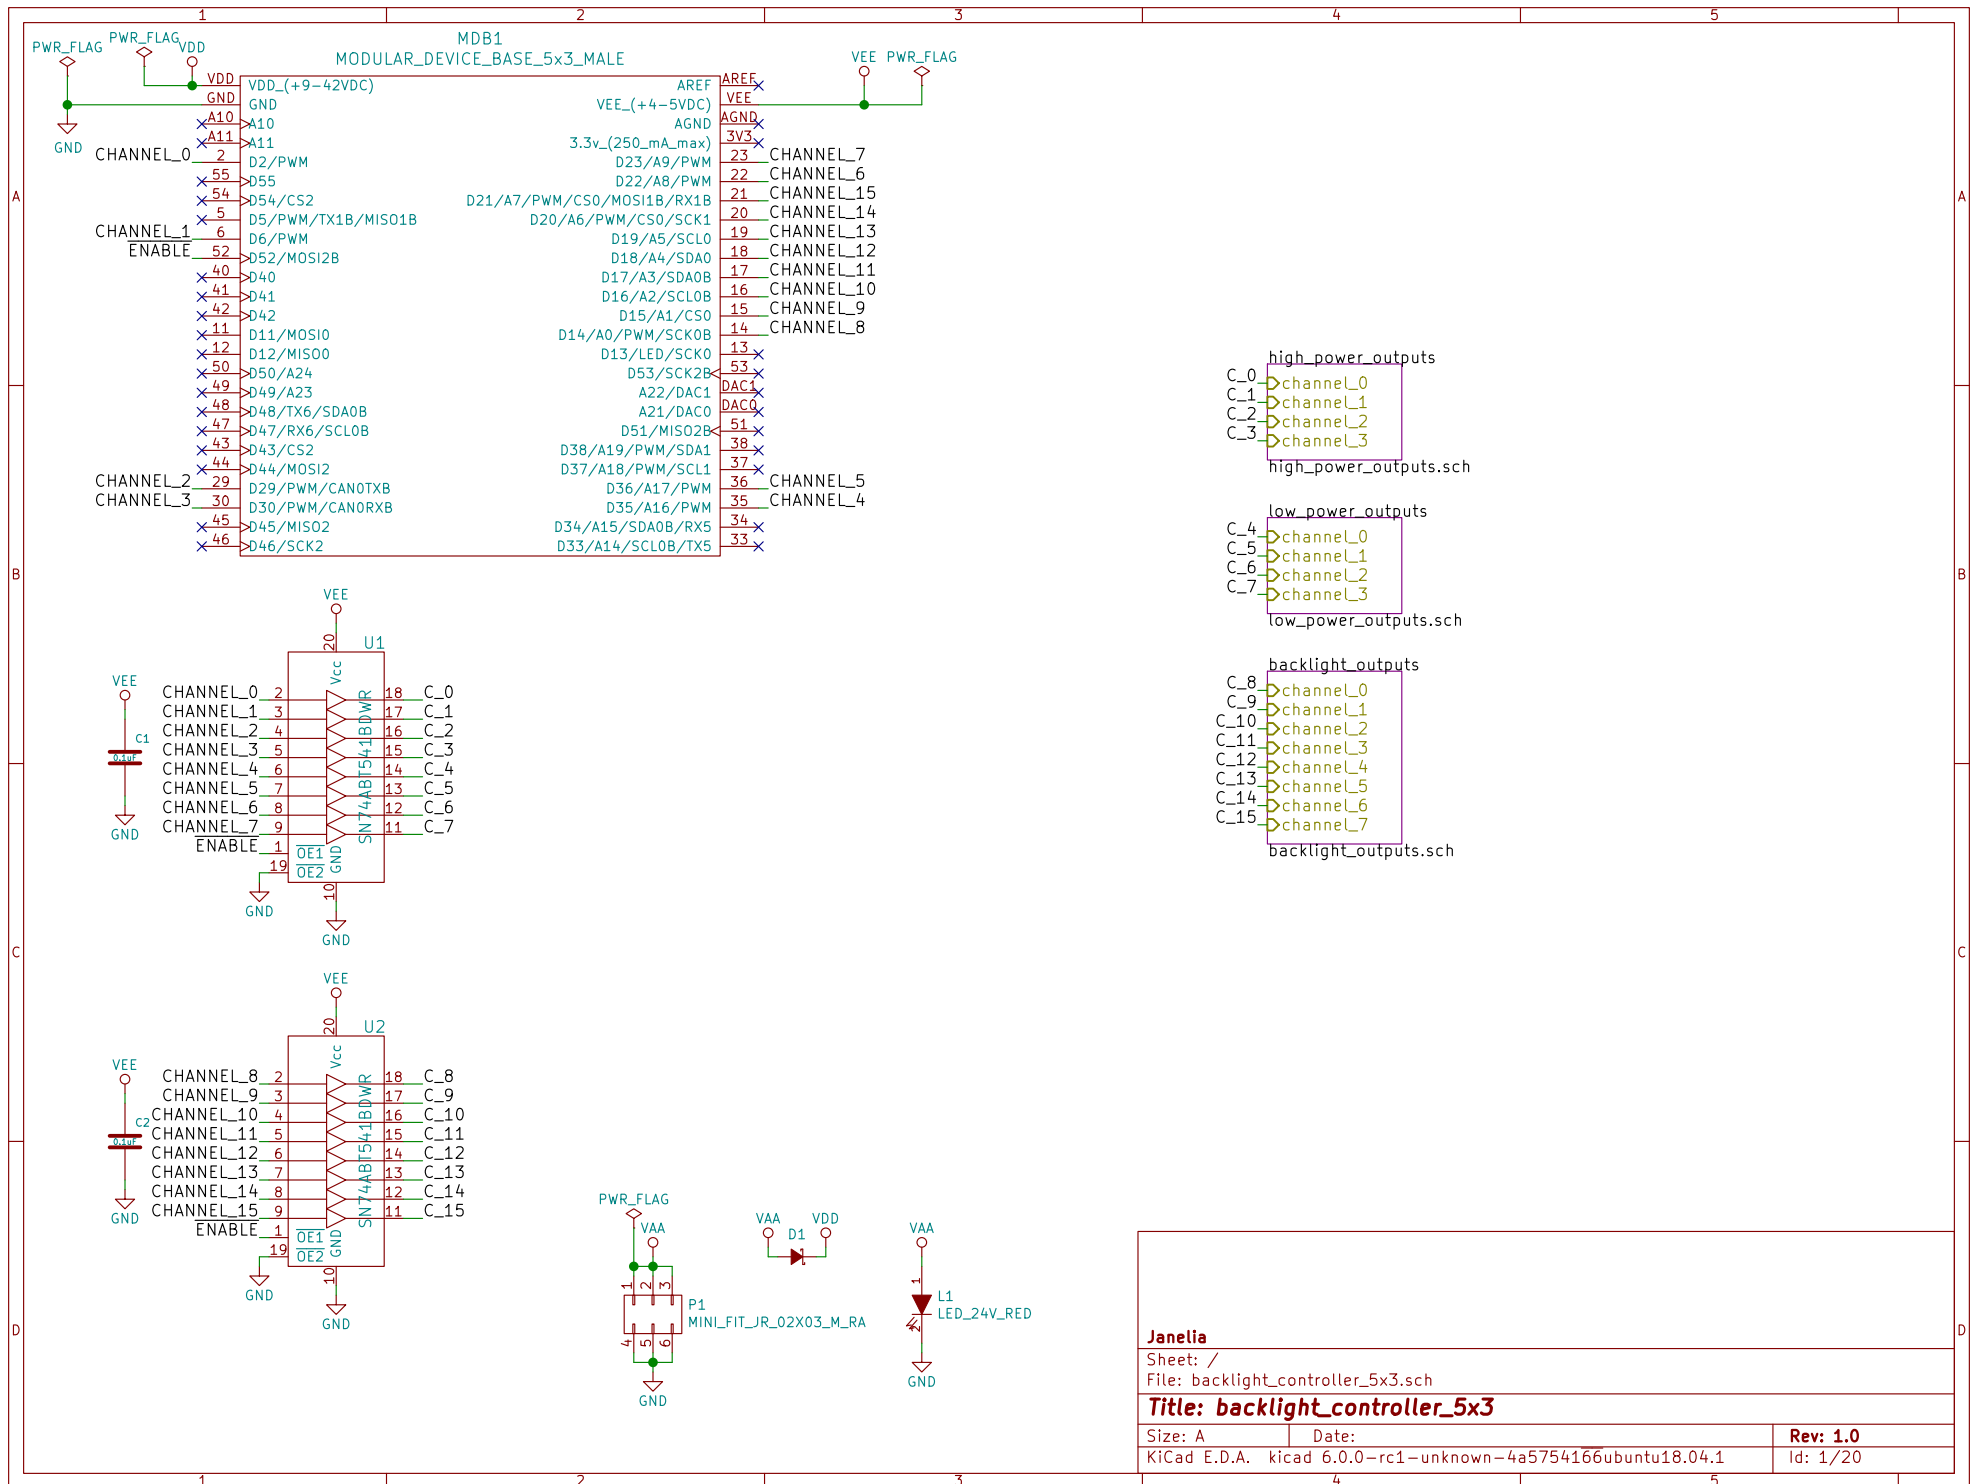 1 2 3 4 5
A B C D
A B C D
1 2 3 4 5
PWR_FLAG
PWR_FLAG
VDD
GND
MDB1
MODULAR_DEVICE_BASE_5x3_MALE
VEE
PWR_FLAG
VDD VDD_(+9-42VDC)
GND GND
A10 A10
A11 A11
CHANNEL_0 2 D2/PWM
55 D55
54 D54/CS2
5 D5/PWM/TX1B/MISO1B
CHANNEL_1 6 D6/PWM
ENABLE 52 D52/MOSI2B
40 D40
41 D41
42 D42
11 D11/MOSI0
12 D12/MISO0
50 D50/A24
49 D49/A23
48 D48/TX6/SDA0B
47 D47/RX6/SCL0B
43 D43/CS2
44 D44/MOSI2
CHANNEL_2 29 D29/PWM/CAN0TXB
CHANNEL_3 30 D30/PWM/CAN0RXB
45 D45/MISO2
46 D46/SCK2
AREF AREF
VEE_(+4-5VDC) VEE
AGND AGND
3.3v_(250_mA_max) 3V3
D23/A9/PWM 23 CHANNEL_7
D22/A8/PWM 22 CHANNEL_6
D21/A7/PWM/CS0/MOSI1B/RX1B 21 CHANNEL_15
D20/A6/PWM/CS0/SCK1 20 CHANNEL_14
D19/A5/SCL0 19 CHANNEL_13
D18/A4/SDA0 18 CHANNEL_12
D17/A3/SDA0B 17 CHANNEL_11
D16/A2/SCL0B 16 CHANNEL_10
D15/A1/CS0 15 CHANNEL_9
D14/A0/PWM/SCK0B 14 CHANNEL_8
D13/LED/SCK0 13
D53/SCK2B 53
A22/DAC1 DAC1
A21/DAC0 DAC0
D51/MISO2B 51
D38/A19/PWM/SDA1 38
D37/A18/PWM/SCL1 37
D36/A17/PWM 36 CHANNEL_5
D35/A16/PWM 35 CHANNEL_4
D34/A15/SDA0B/RX5 34
D33/A14/SCL0B/TX5 33
high_power_outputs
C_0 channel_0
C_1 channel_1
C_2 channel_2
C_3 channel_3
high_power_outputs.sch
low_power_outputs
C_4 channel_0
C_5 channel_1
C_6 channel_2
C_7 channel_3
low_power_outputs.sch
backlight_outputs
C_8 channel_0
C_9 channel_1
C_10 channel_2
C_11 channel_3
C_12 channel_4
C_13 channel_5
C_14 channel_6
C_15 channel_7
backlight_outputs.sch
VEE
C1
0.1uF
GND
VEE
20
U1
Vcc
SN74ABT541BDWR
CHANNEL_0 2 18 C_0
CHANNEL_1 3 17 C_1
CHANNEL_2 4 16 C_2
CHANNEL_3 5 15 C_3
CHANNEL_4 6 14 C_4
CHANNEL_5 7 13 C_5
CHANNEL_6 8 12 C_6
CHANNEL_7 9 11 C_7
ENABLE 1 OE1
19 OE2
GND
10
GND
GND
VEE
C2
0.1uF
GND
VEE
20
U2
Vcc
SN74ABT541BDWR
CHANNEL_8 2 18 C_8
CHANNEL_9 3 17 C_9
CHANNEL_10 4 16 C_10
CHANNEL_11 5 15 C_11
CHANNEL_12 6 14 C_12
CHANNEL_13 7 13 C_13
CHANNEL_14 8 12 C_14
CHANNEL_15 9 11 C_15
ENABLE 1 OE1
19 OE2
GND
10
GND
GND
PWR_FLAG
VAA
1 2 3
P1
MINI_FIT_JR_02X03_M_RA
4 5 6
GND
VAA D1 VDD
VAA
1
L1
LED_24V_RED
2
GND
Janelia
Sheet: /
File: backlight_controller_5x3.sch
Title: backlight_controller_5x3
Size: A Date: Rev: 1.0
KiCad E.D.A. kicad 6.0.0-rc1-unknown-4a5754166ubuntu18.04.1 Id: 1/20